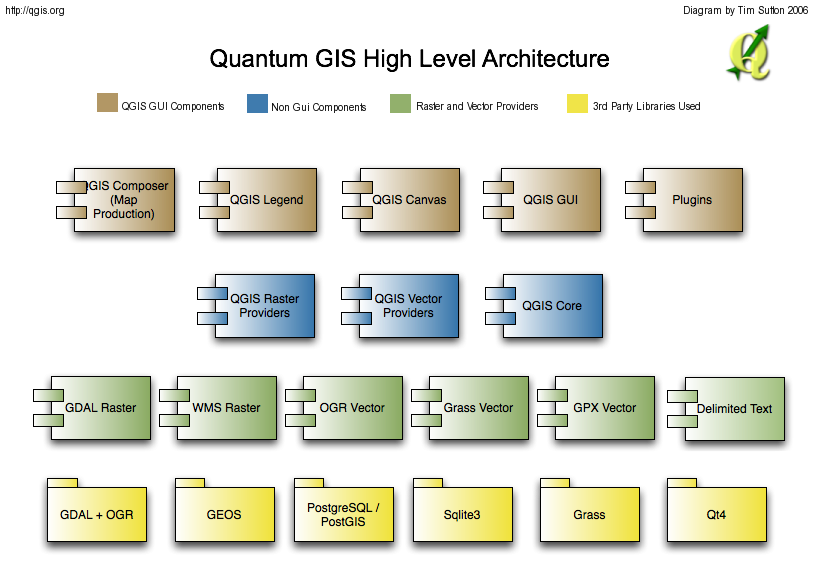 http://qgis.org
Diagram by Tim Sutton 2006
Quantum GIS High Level Architecture
QGIS GUI Components
Non Gui Components
Raster and Vector Providers
3rd Party Libraries Used
QGIS Composer
(Map
Production)
QGIS Legend
QGIS Canvas
QGIS GUI
Plugins
QGIS Raster
Providers
QGIS Vector
Providers
QGIS Core
GDAL Raster
WMS Raster
OGR Vector
Grass Vector
GPX Vector
Delimited Text
GDAL + OGR
GEOS
PostgreSQL /
PostGIS
Sqlite3
Grass
Qt4